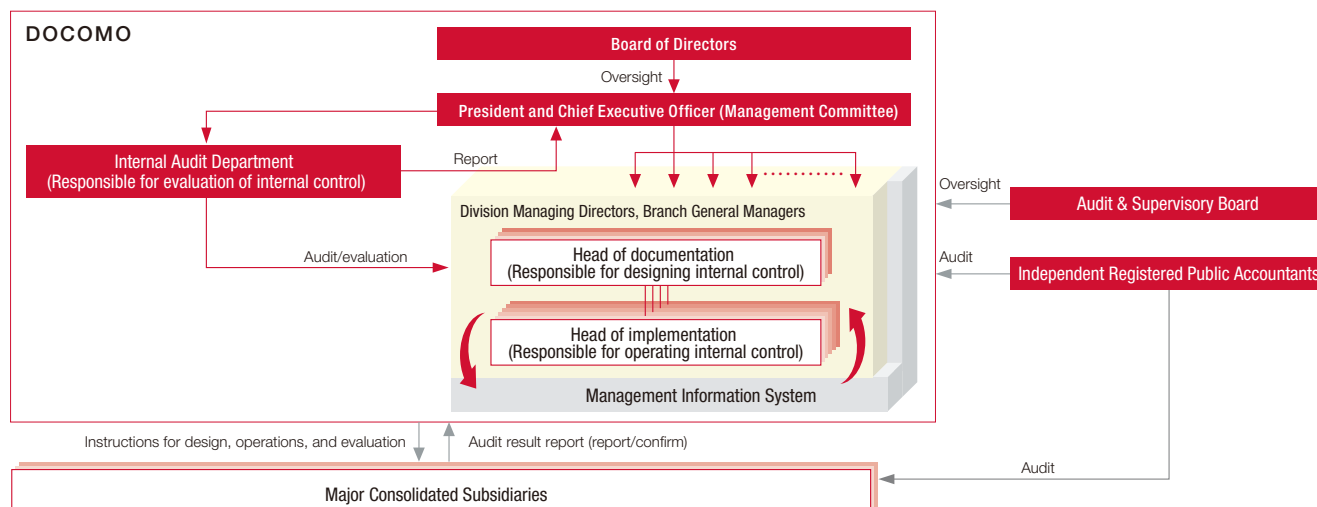 DOCOMO
Board of Directors
Oversight
President and Chief Executive Officer (Management Committee)
Internal Audit Department
(Responsible for evaluation of internal control)
Report
Division Managing Directors, Branch General Managers
Oversight
Audit & Supervisory Board
Head of documentation
(Responsible for designing internal control)
Audit/evaluation
Audit
Independent Registered Public Accountants
Head of implementation
(Responsible for operating internal control)
Management Information System
Instructions for design, operations, and evaluation
Audit result report (report/confirm)
Audit
Major Consolidated Subsidiaries